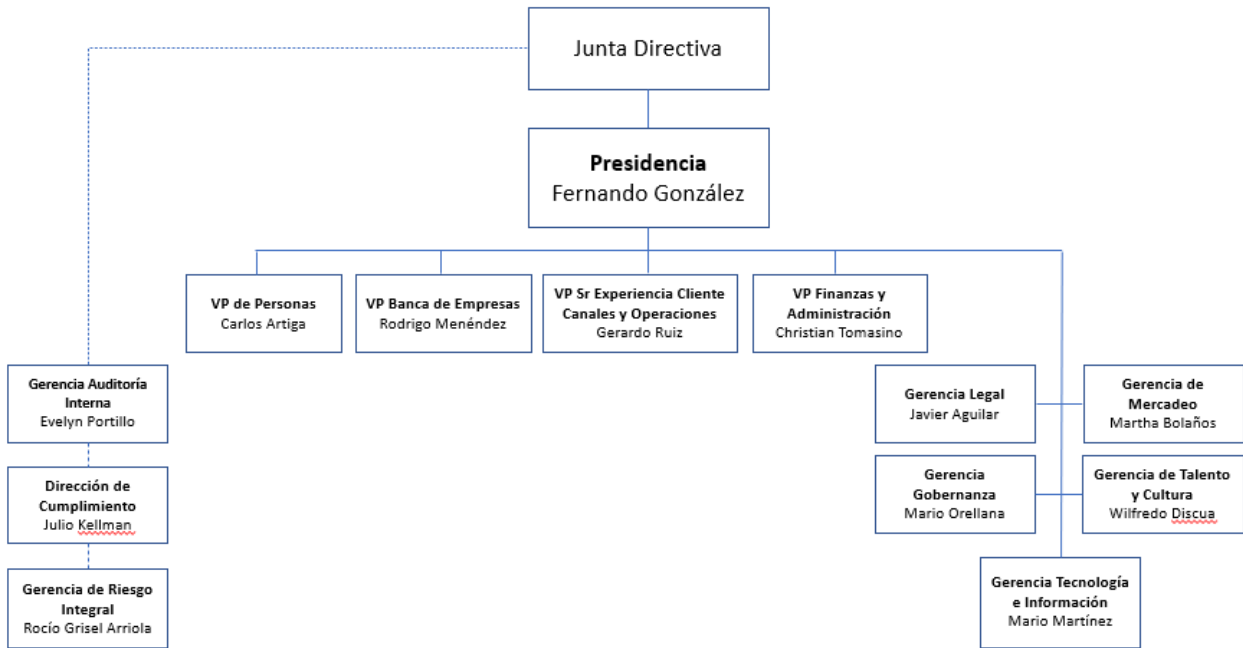 Junta Directiva
Presidencia
Fernando González
VP de Personas
Carlos Artiga
VP Banca de Empresas
Rodrigo Menéndez
VP Sr Experiencia Cliente
Canales y Operaciones
Gerardo Ruiz
VP Finanzas y
Administración
Christian Tomasino
Gerencia Auditoría
Interna
Evelyn Portillo
Dirección de
Cumplimiento
Julio Kellman
Gerencia de Riesgo
Integral
Rocío Grisel Arriola
Gerencia Legal
Javier Aguilar
Gerencia de
Mercadeo
Martha Bolaños
Gerencia
Gobernanza
Mario Orellana
Gerencia de Talento
y Cultura
Wilfredo Discua
Gerencia Tecnología
e Información
Mario Martínez